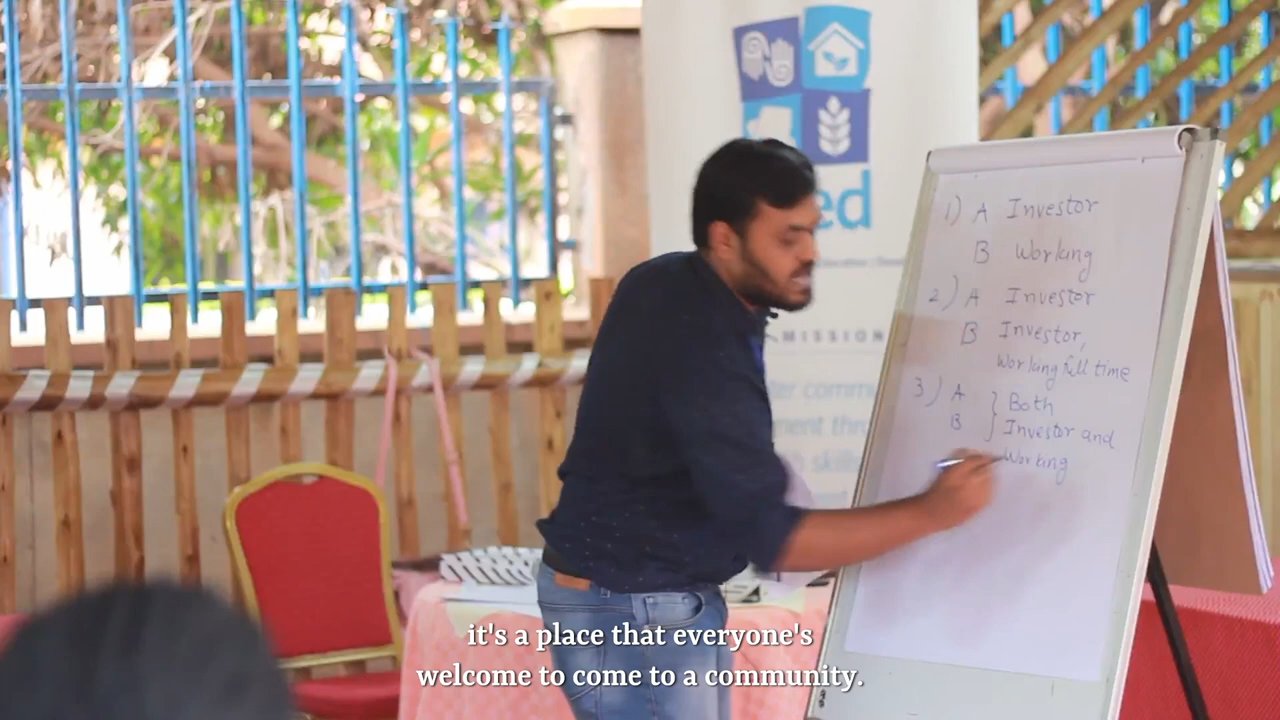 ed
MISSION
1) A Investor
B Working
2) A Investor
B Investor,
Working full time
3) A } Both
B Investor and
Working
it's a place that everyone's
welcome to come to a community.